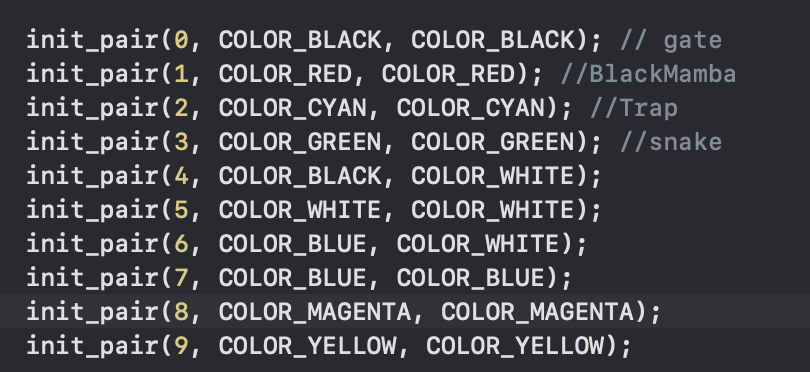 init_pair(0, COLOR_BLACK, COLOR_BLACK); // gate
init_pair(1, COLOR_RED, COLOR_RED); //BlackMamba
init_pair(2, COLOR_CYAN, COLOR_CYAN); //Trap
init_pair(3, COLOR_GREEN, COLOR_GREEN); //snake
init_pair(4, COLOR_BLACK, COLOR_WHITE);
init_pair(5, COLOR_WHITE, COLOR_WHITE);
init_pair(6, COLOR_BLUE, COLOR_WHITE);
init_pair(7, COLOR_BLUE, COLOR_BLUE);
init_pair(8, COLOR_MAGENTA, COLOR_MAGENTA);
init_pair(9, COLOR_YELLOW, COLOR_YELLOW);